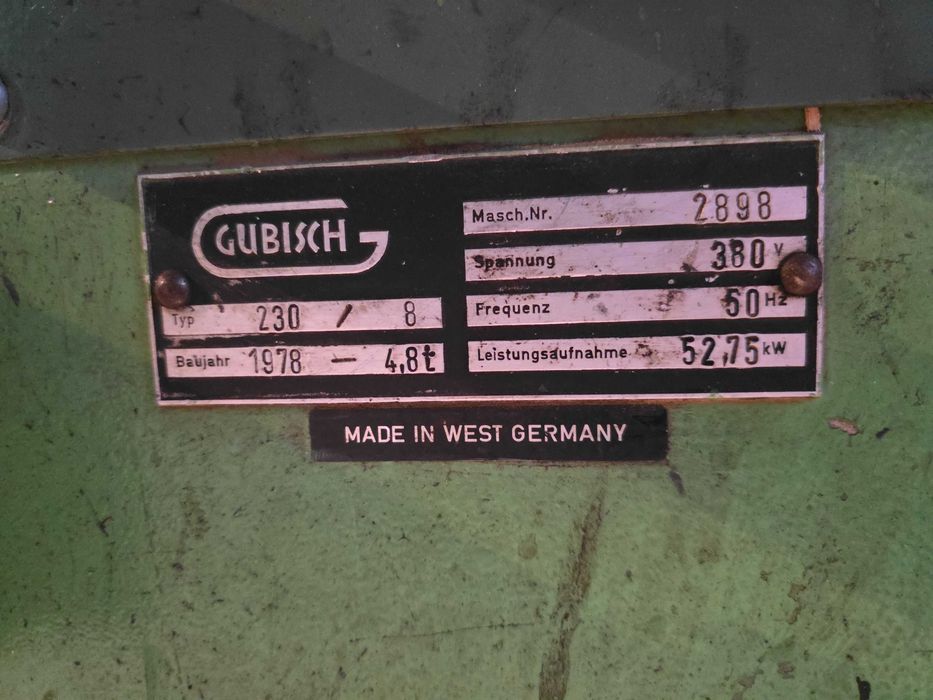 GUBISCH
Typ 230 / 8
Baujahr 1978 - 4,8t
Masch.Nr. 2898
Spannung 380 V
Frequenz 50 Hz
Leistungsaufnahme 52,75 kW
MADE IN WEST GERMANY